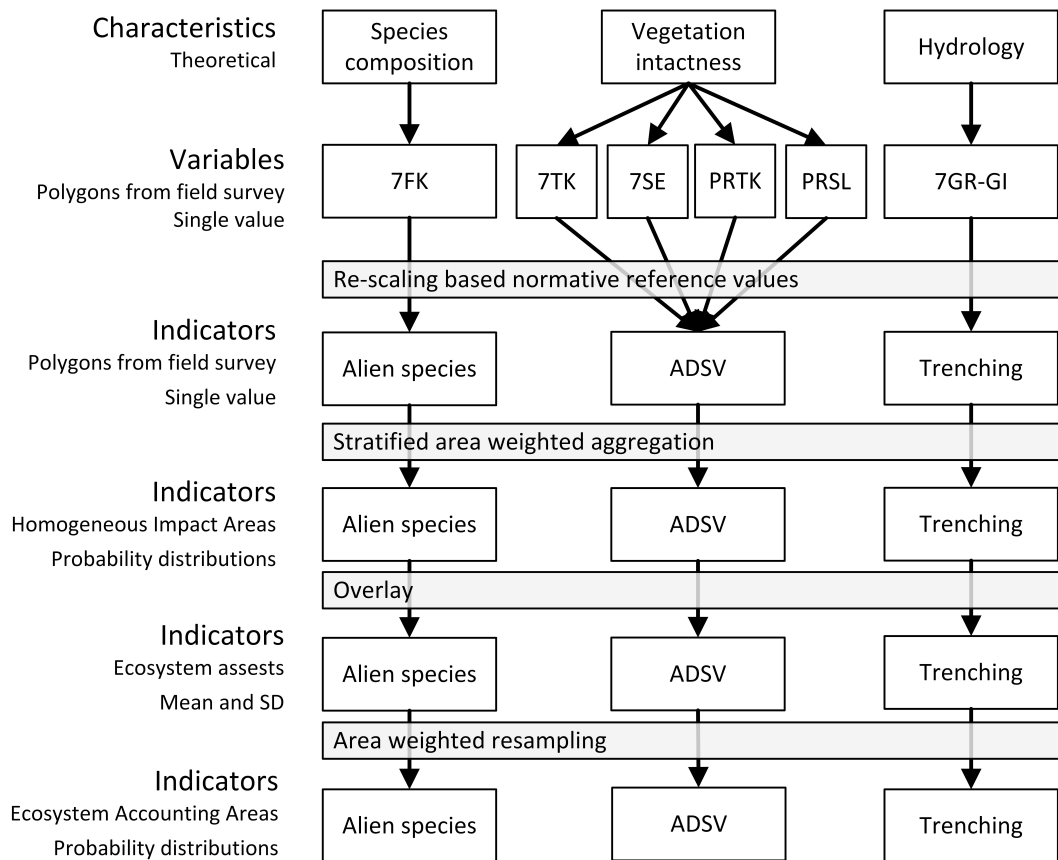 Characteristics
Theoretical
Species
composition
Vegetation
intactness
Hydrology
Variables
Polygons from field survey
Single value
7FK
7TK
7SE
PRTK
PRSL
7GR-GI
Re-scaling based normative reference values
Indicators
Polygons from field survey
Single value
Alien species
ADSV
Trenching
Stratified area weighted aggregation
Indicators
Homogeneous Impact Areas
Probability distributions
Alien species
ADSV
Trenching
Overlay
Indicators
Ecosystem assests
Mean and SD
Alien species
ADSV
Trenching
Area weighted resampling
Indicators
Ecosystem Accounting Areas
Probability distributions
Alien species
ADSV
Trenching